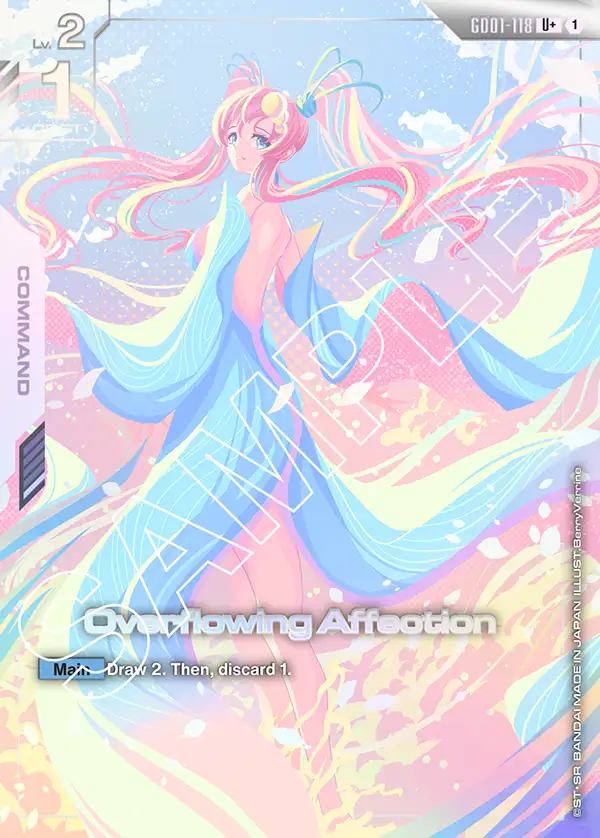 Lv. 2
1
GD01-118 U+ 1
COMMAND
SAMPLE
Overflowing Affection
Main Draw 2. Then, discard 1.
©ST・SR BANDAI MADE IN JAPAN ILLUST.BerryVerrine